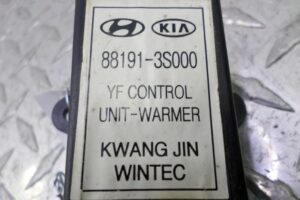 KIA
88191-3S000
YF CONTROL
UNIT-WARMER
KWANG JIN
WINTEC